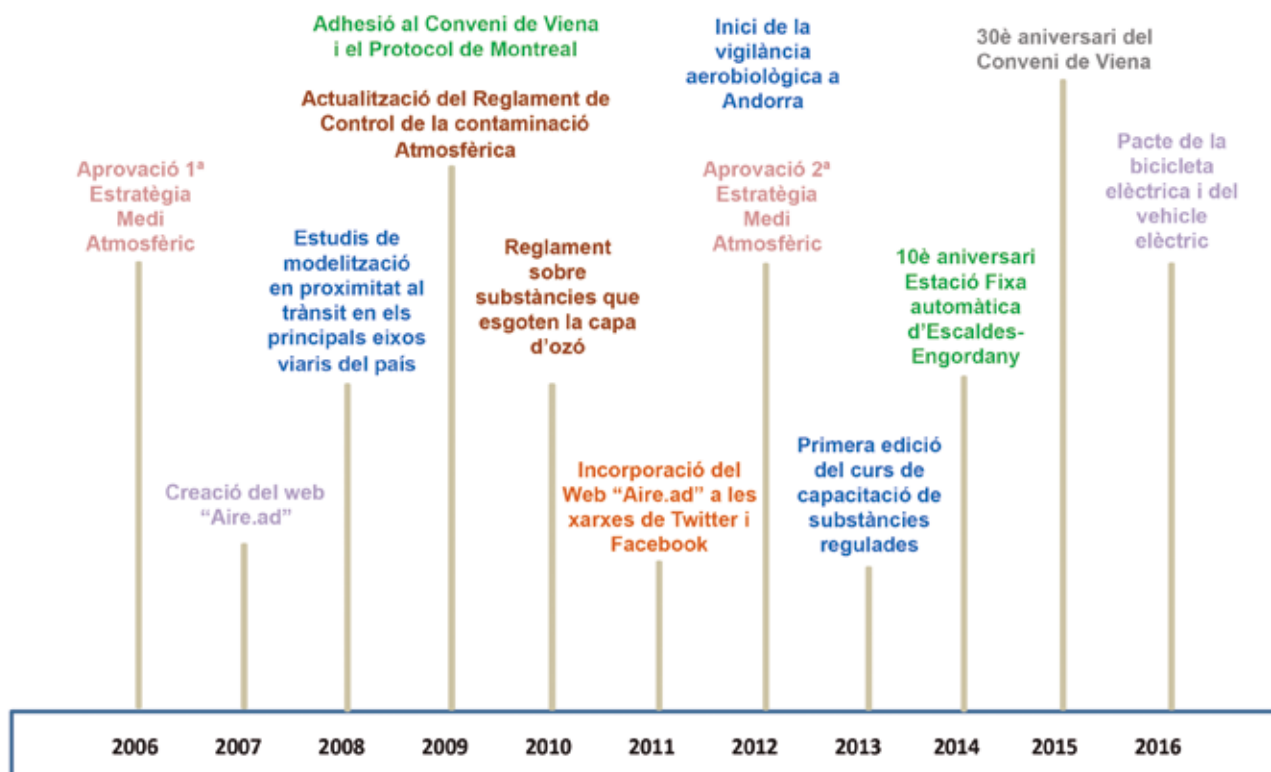 Adhesió al Conveni de Viena
i el Protocol de Montreal
Inici de la
vigilància
aerobiològica a
Andorra
30è aniversari del
Conveni de Viena
Actualització del Reglament de
Control de la contaminació
Atmosfèrica
Aprovació 1ª
Estratègia
Medi
Atmosfèric
Aprovació 2ª
Estratègia
Medi
Atmosfèric
Pacte de la
bicicleta
elèctrica i del
vehicle
elèctric
Estudis de
modelització
en proximitat al
trànsit en els
principals eixos
viaris del país
Reglament
sobre
substàncies que
esgoten la capa
d’ozó
10è aniversari
Estació Fixa
automàtica
d’Escaldes-
Engordany
Creació del web
“Aire.ad”
Incorporació del
Web “Aire.ad” a les
xarxes de Twitter i
Facebook
Primera edició
del curs de
capacitació de
substàncies
regulades
2006 2007 2008 2009 2010 2011 2012 2013 2014 2015 2016